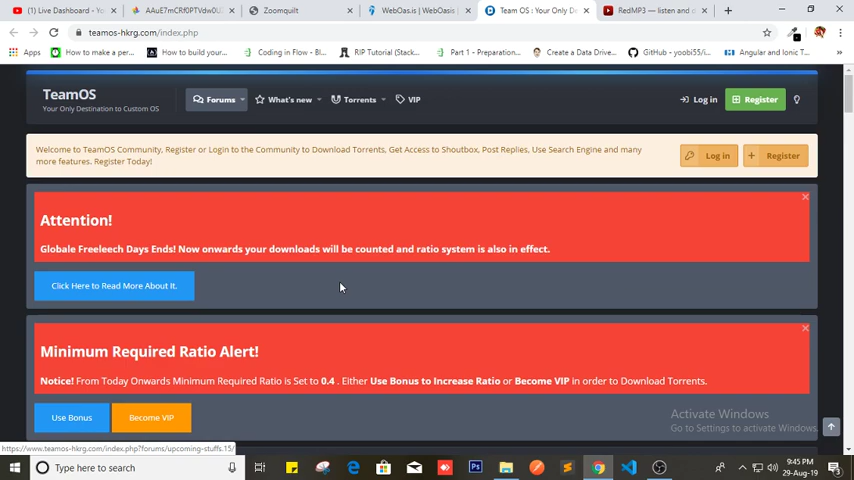 (1) Live Dashboard - You
AAuE7mCRf0PTVdw0U
Zoomquilt
WebOas.is | WebOasis |
Team OS : Your Only Des
RedMP3 — listen and d
teamos-hkrg.com/index.php
Apps
How to make a per...
Coding in Flow - Br...
RIP Tutorial (Stack...
Part 1 - Preparation...
Create a Data Drive...
GitHub - yoobi55/i...
Angular and Ionic T...
TeamOS
Your Only Destination to Custom OS
Forums
What's new
Torrents
VIP
Log in
Register
Welcome to TeamOS Community, Register or Login to the Community to Download Torrents, Get Access to Shoutbox, Post Replies, Use Search Engine and many
more features. Register Today!
Log in
Register
Attention!
Globale Freeleech Days Ends! Now onwards your downloads will be counted and ratio system is also in effect.
Click Here to Read More About It.
Minimum Required Ratio Alert!
Notice! From Today Onwards Minimum Required Ratio is Set to 0.4 . Either Use Bonus to Increase Ratio or Become VIP in order to Download Torrents.
Use Bonus
Become VIP
Activate Windows
Go to Settings to activate Windows.
https://www.teamos-hkrg.com/index.php?forums/upcoming-stuffs.15/
Type here to search
9:45 PM
29-Aug-19